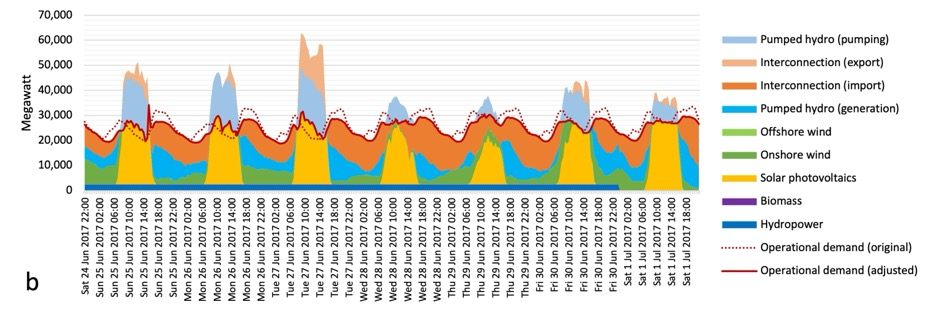 70,000
60,000
50,000
40,000
30,000
20,000
10,000
0
Megawatt
Sat 24 Jun 2017 22:00
Sun 25 Jun 2017 02:00
Sun 25 Jun 2017 06:00
Sun 25 Jun 2017 10:00
Sun 25 Jun 2017 14:00
Sun 25 Jun 2017 18:00
Sun 25 Jun 2017 22:00
Mon 26 Jun 2017 02:00
Mon 26 Jun 2017 06:00
Mon 26 Jun 2017 10:00
Mon 26 Jun 2017 14:00
Mon 26 Jun 2017 18:00
Mon 26 Jun 2017 22:00
Tue 27 Jun 2017 02:00
Tue 27 Jun 2017 06:00
Tue 27 Jun 2017 10:00
Tue 27 Jun 2017 14:00
Tue 27 Jun 2017 18:00
Tue 27 Jun 2017 22:00
Wed 28 Jun 2017 02:00
Wed 28 Jun 2017 06:00
Wed 28 Jun 2017 10:00
Wed 28 Jun 2017 14:00
Wed 28 Jun 2017 18:00
Wed 28 Jun 2017 22:00
Thu 29 Jun 2017 02:00
Thu 29 Jun 2017 06:00
Thu 29 Jun 2017 10:00
Thu 29 Jun 2017 14:00
Thu 29 Jun 2017 18:00
Thu 29 Jun 2017 22:00
Fri 30 Jun 2017 02:00
Fri 30 Jun 2017 06:00
Fri 30 Jun 2017 10:00
Fri 30 Jun 2017 14:00
Fri 30 Jun 2017 18:00
Fri 30 Jun 2017 22:00
Sat 1 Jul 2017 02:00
Sat 1 Jul 2017 06:00
Sat 1 Jul 2017 10:00
Sat 1 Jul 2017 14:00
Sat 1 Jul 2017 18:00
Pumped hydro (pumping)
Interconnection (export)
Interconnection (import)
Pumped hydro (generation)
Offshore wind
Onshore wind
Solar photovoltaics
Biomass
Hydropower
Operational demand (original)
Operational demand (adjusted)
b